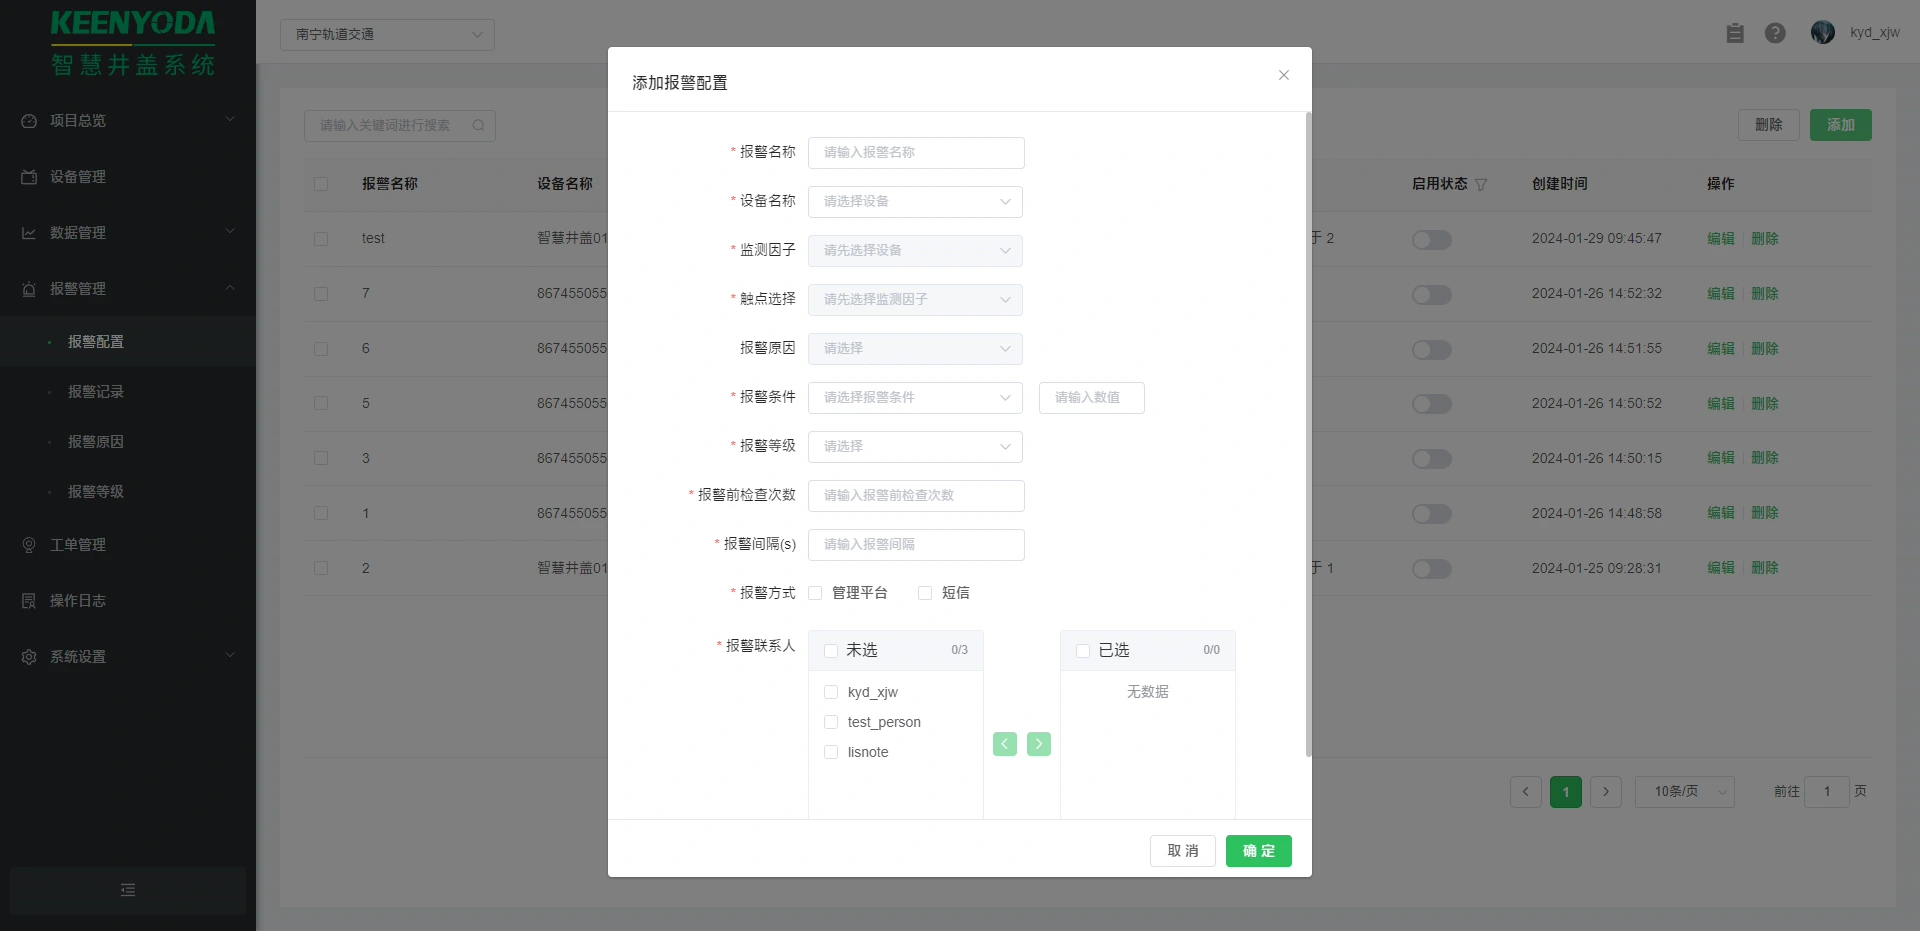 KEENYODA
智慧井盖系统
南宁轨道交通
kyd_xjw
项目总览
设备管理
数据管理
报警管理
报警配置
报警记录
报警原因
报警等级
工单管理
操作日志
系统设置
请输入关键词进行搜索
删除 添加
报警名称 设备名称 启用状态 创建时间 操作
test 智慧井盖01 于 2 2024-01-29 09:45:47 编辑 删除
7 867455055 2024-01-26 14:52:32 编辑 删除
6 867455055 2024-01-26 14:51:55 编辑 删除
5 867455055 2024-01-26 14:50:52 编辑 删除
3 867455055 2024-01-26 14:50:15 编辑 删除
1 867455055 2024-01-26 14:48:58 编辑 删除
2 智慧井盖01 于 1 2024-01-25 09:28:31 编辑 删除
1 10条/页 前往 1 页
添加报警配置
* 报警名称 请输入报警名称
* 设备名称 请选择设备
* 监测因子 请先选择设备
* 触点选择 请先选择监测因子
报警原因 请选择
* 报警条件 请选择报警条件 请输入数值
* 报警等级 请选择
* 报警前检查次数 请输入报警前检查次数
* 报警间隔(s) 请输入报警间隔
* 报警方式 管理平台 短信
* 报警联系人 未选 0/3 已选 0/0
kyd_xjw 无数据
test_person
lisnote
取 消 确 定